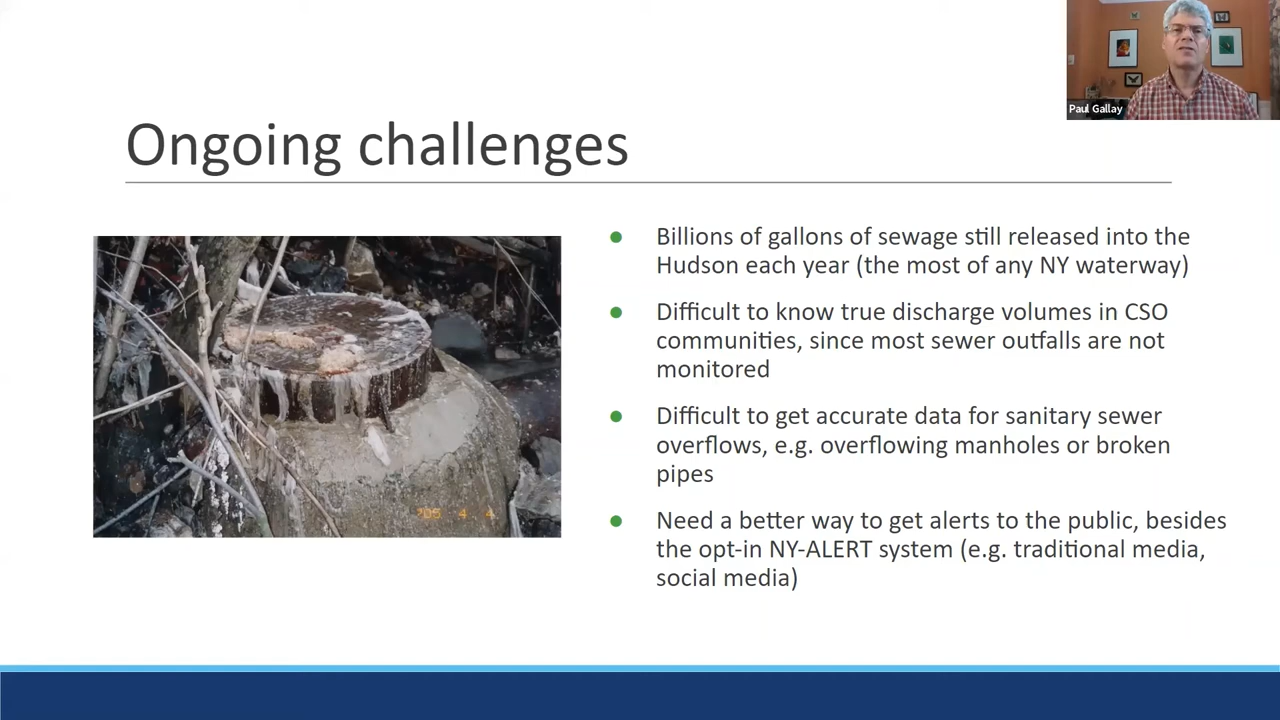 Paul Gallay
Ongoing challenges
Billions of gallons of sewage still released into the
Hudson each year (the most of any NY waterway)
Difficult to know true discharge volumes in CSO
communities, since most sewer outfalls are not
monitored
Difficult to get accurate data for sanitary sewer
overflows, e.g. overflowing manholes or broken
pipes
Need a better way to get alerts to the public, besides
the opt-in NY-ALERT system (e.g. traditional media,
social media)
'05 4 4